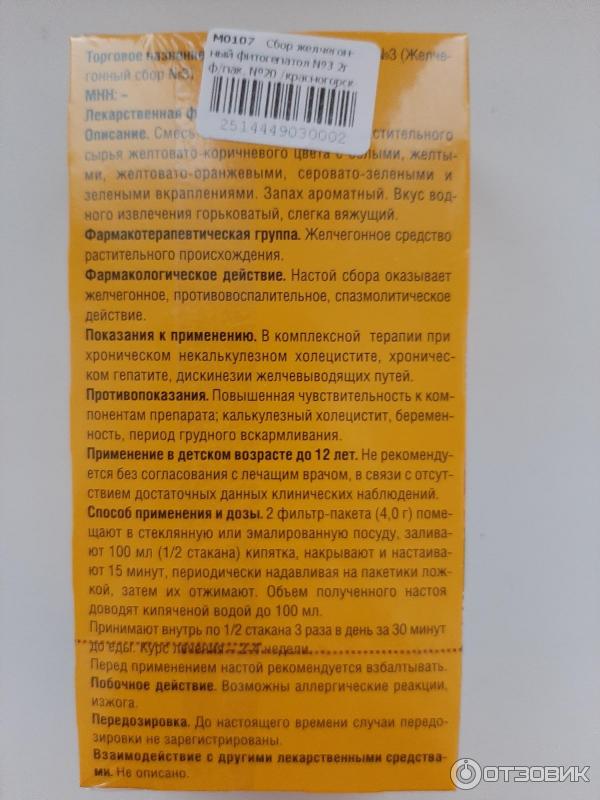 М0107 Сбор желчегон-
ный фитогепатол №3 2г
ф/пак. №20 /красногорск
2514449030002
Торговое название №3 (Желче-
гонный сбор №3)
МНН: –
Лекарственная ф
Описание. Смесь стительного
сырья желтовато-коричневого цвета с белыми, желты-
ми, желтовато-оранжевыми, серовато-зелеными и
зелеными вкраплениями. Запах ароматный. Вкус вод-
ного извлечения горьковатый, слегка вяжущий.
Фармакотерапевтическая группа. Желчегонное средство
растительного происхождения.
Фармакологическое действие. Настой сбора оказывает
желчегонное, противовоспалительное, спазмолитическое
действие.
Показания к применению. В комплексной терапии при
хроническом некалькулезном холецистите, хроничес-
ком гепатите, дискинезии желчевыводящих путей.
Противопоказания. Повышенная чувствительность к ком-
понентам препарата; калькулезный холецистит, беремен-
ность, период грудного вскармливания.
Применение в детском возрасте до 12 лет. Не рекоменду-
ется без согласования с лечащим врачом, в связи с отсут-
ствием достаточных данных клинических наблюдений.
Способ применения и дозы. 2 фильтр-пакета (4,0 г) поме-
щают в стеклянную или эмалированную посуду, залива-
ют 100 мл (1/2 стакана) кипятка, накрывают и настаива-
ют 15 минут, периодически надавливая на пакетики лож-
кой, затем их отжимают. Объем полученного настоя
доводят кипяченой водой до 100 мл.
Принимают внутрь по 1/2 стакана 3 раза в день за 30 минут
до еды. Курс лечения недели.
Перед применением настой рекомендуется взбалтывать.
Побочное действие. Возможны аллергические реакции,
изжога.
Передозировка. До настоящего времени случаи передо-
зировки не зарегистрированы.
Взаимодействие с другими лекарственными средства-
ми. Не описано.
ОТЗОВИК